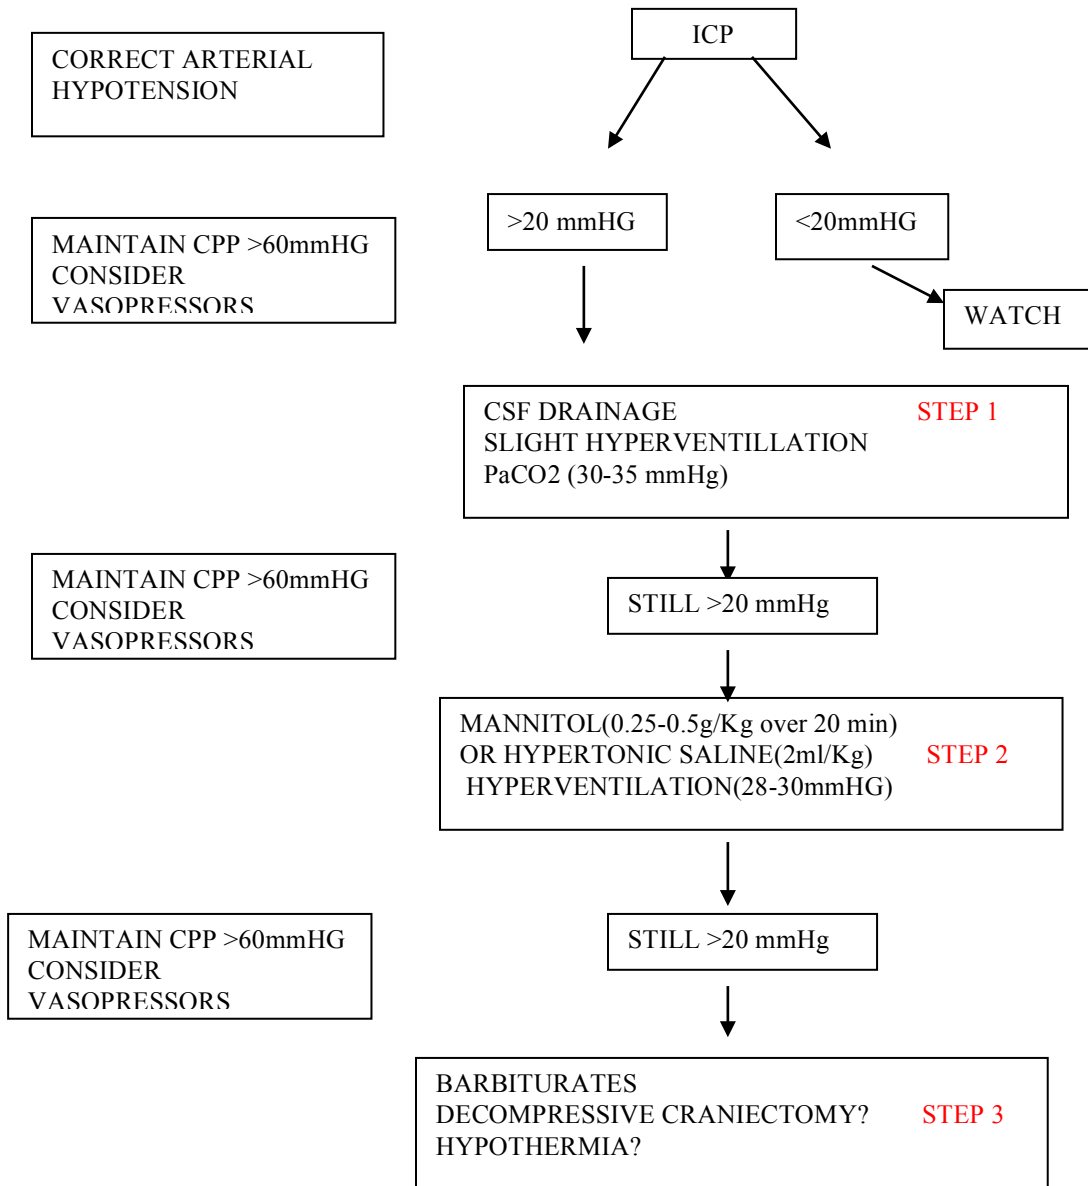 ICP
CORRECT ARTERIAL
HYPOTENSION
>20 mmHG
<20mmHG
MAINTAIN CPP >60mmHG
CONSIDER
VASOPRESSORS
WATCH
CSF DRAINAGE STEP 1
SLIGHT HYPERVENTILLATION
PaCO2 (30-35 mmHg)
MAINTAIN CPP >60mmHG
CONSIDER
VASOPRESSORS
STILL >20 mmHg
MANNITOL(0.25-0.5g/Kg over 20 min)
OR HYPERTONIC SALINE(2ml/Kg) STEP 2
HYPERVENTILATION(28-30mmHG)
MAINTAIN CPP >60mmHG
CONSIDER
VASOPRESSORS
STILL >20 mmHg
BARBITURATES
DECOMPRESSIVE CRANIECTOMY? STEP 3
HYPOTHERMIA?